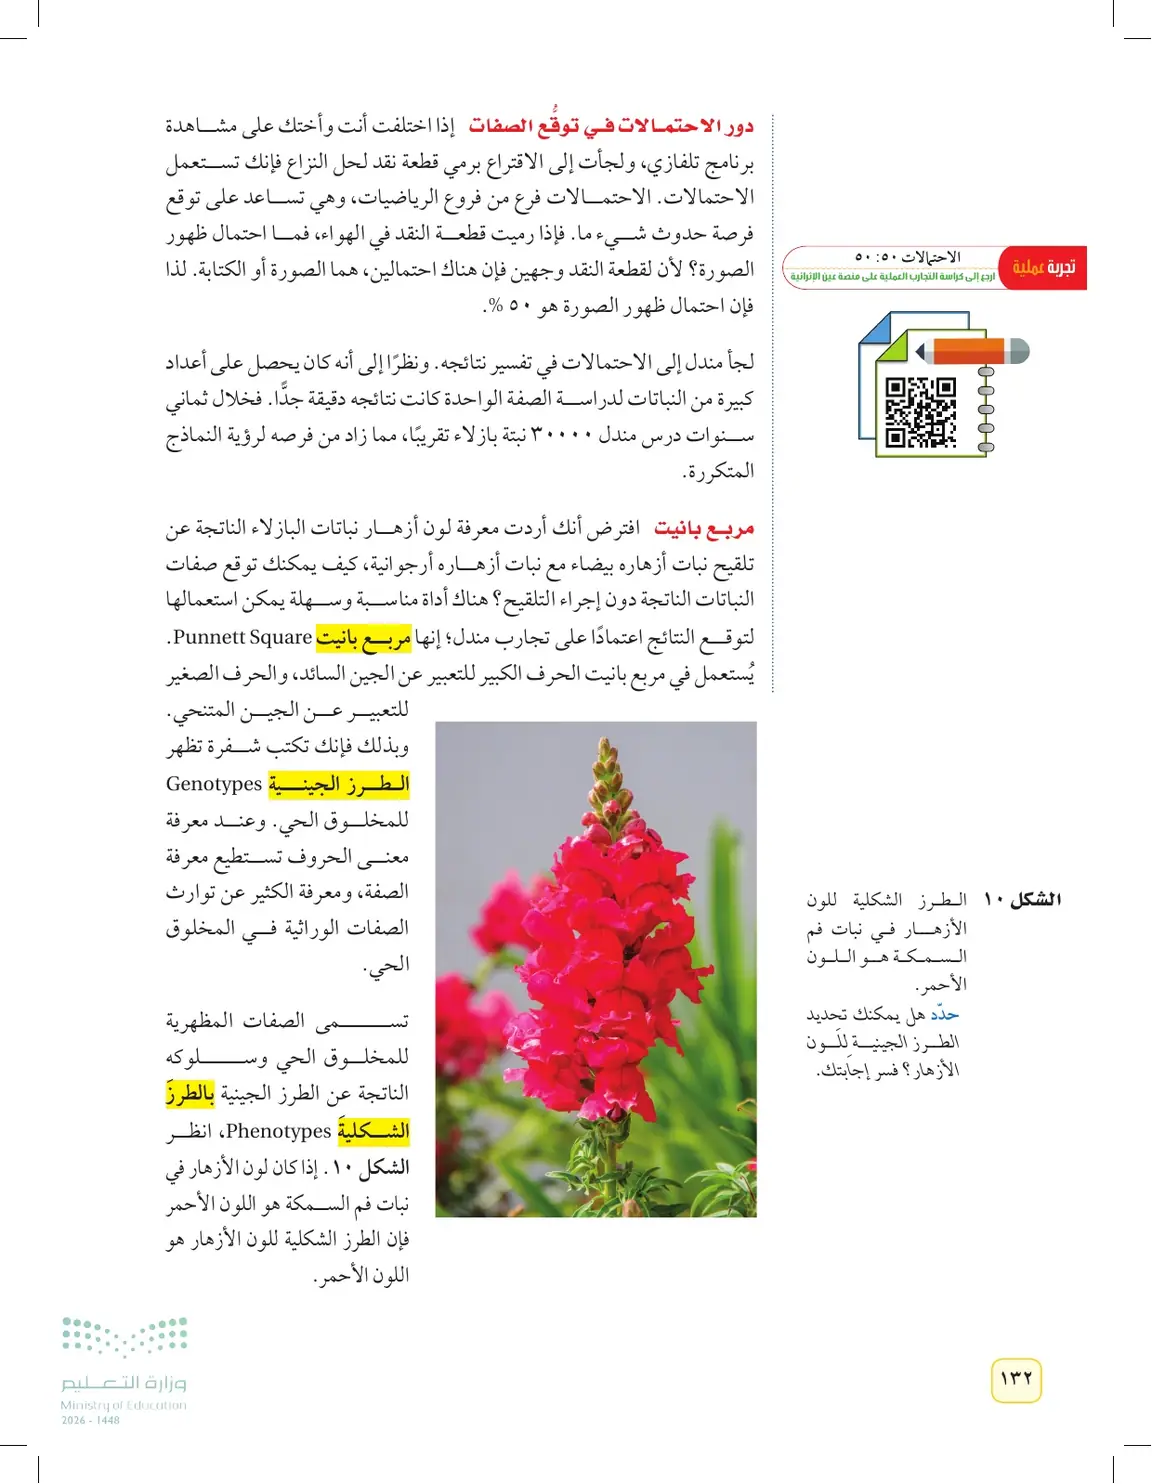 دور الاحتمالات في توقُّع الصفات إذا اختلفت أنت وأختك على مشاهدة
برنامج تلفازي، ولجأت إلى الاقتراع برمي قطعة نقد لحل النزاع فإنك تستعمل
الاحتمالات. الاحتمالات فرع من فروع الرياضيات، وهي تساعد على توقع
فرصة حدوث شيء ما. فإذا رميت قطعة النقد في الهواء، فما احتمال ظهور
الصورة؟ لأن لقطعة النقد وجهين فإن هناك احتمالين، هما الصورة أو الكتابة. لذا
فإن احتمال ظهور الصورة هو ٥٠ %.
تجربة عملية
الاحتمالات ٥٠:٥٠
ارجع إلى كراسة التجارب العملية على منصة عين الإثرائية
لجأ مندل إلى الاحتمالات في تفسير نتائجه. ونظرًا إلى أنه كان يحصل على أعداد
كبيرة من النباتات لدراسة الصفة الواحدة كانت نتائجه دقيقة جدًّا. فخلال ثماني
سنوات درس مندل ٣٠٠٠٠ نبتة بازلاء تقريبًا، مما زاد من فرصه لرؤية النماذج
المتكررة.
مربع بانيت افترض أنك أردت معرفة لون أزهار نباتات البازلاء الناتجة عن
تلقيح نبات أزهاره بيضاء مع نبات أزهاره أرجوانية، كيف يمكنك توقع صفات
النباتات الناتجة دون إجراء التلقيح؟ هناك أداة مناسبة وسهلة يمكن استعمالها
لتوقع النتائج اعتمادًا على تجارب مندل؛ إنها مربع بانيت Punnett Square.
يُستعمل في مربع بانيت الحرف الكبير للتعبير عن الجين السائد، والحرف الصغير
للتعبير عن الجين المتنحي.
وبذلك فإنك تكتب شفرة تظهر
الطرز الجينية Genotypes
للمخلوق الحي. وعند معرفة
معنى الحروف تستطيع معرفة
الصفة، ومعرفة الكثير عن توارث
الصفات الوراثية في المخلوق
الحي.
تسمى الصفات المظهرية
للمخلوق الحي وسلوكه
الناتجة عن الطرز الجينية بالطرزَ
الشكليةَ Phenotypes، انظر
الشكل ١٠. إذا كان لون الأزهار في
نبات فم السمكة هو اللون الأحمر
فإن الطرز الشكلية للون الأزهار هو
اللون الأحمر.
الشكل ١٠ الطرز الشكلية للون
الأزهار في نبات فم
السمكة هو اللون
الأحمر.
حدّد هل يمكنك تحديد
الطرز الجينية لِلَون
الأزهار؟ فسر إجابتك.
وزارة التعليم
Ministry of Education
2026 - 1448
١٣٢